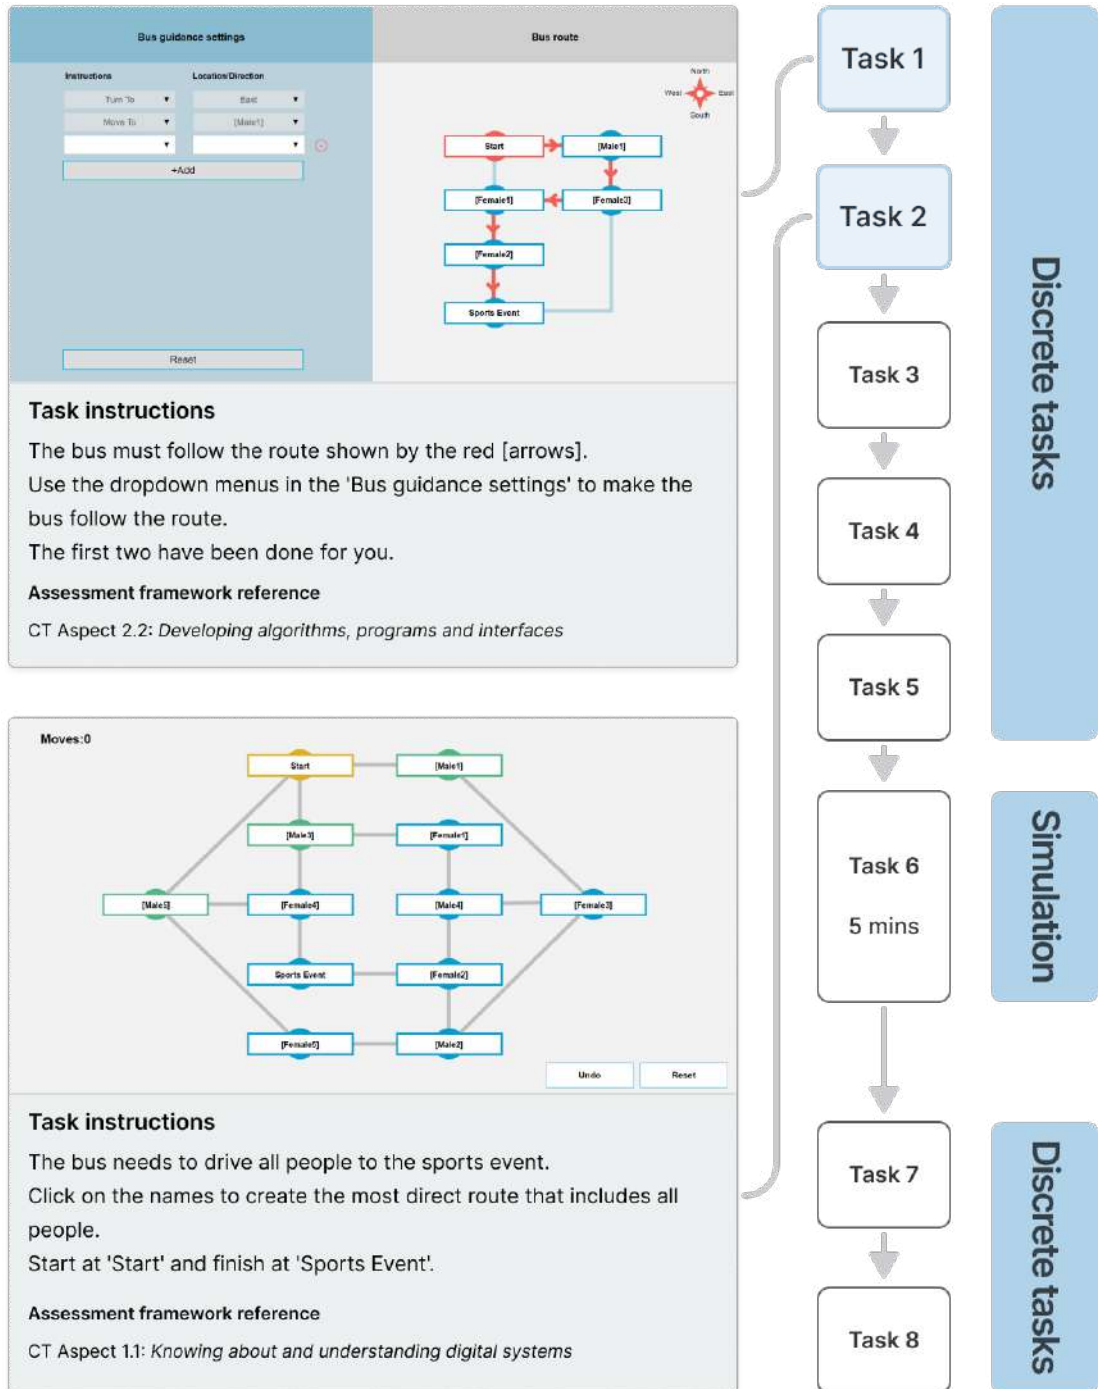 Bus guidance settings
Bus route
Instructions
Location/Direction
Turn To
East
Move To
[Male1]
+Add
Reset
North
West
East
South
Start
[Male1]
[Female1]
[Female3]
[Female2]
Sports Event
Task instructions
The bus must follow the route shown by the red [arrows].
Use the dropdown menus in the 'Bus guidance settings' to make the
bus follow the route.
The first two have been done for you.
Assessment framework reference
CT Aspect 2.2: Developing algorithms, programs and interfaces
Moves:0
Start
[Male1]
[Male3]
[Female1]
[Male5]
[Female4]
[Male4]
[Female3]
Sports Event
[Female2]
[Female5]
[Male2]
Undo
Reset
Task instructions
The bus needs to drive all people to the sports event.
Click on the names to create the most direct route that includes all
people.
Start at 'Start' and finish at 'Sports Event'.
Assessment framework reference
CT Aspect 1.1: Knowing about and understanding digital systems
Task 1
Task 2
Task 3
Task 4
Task 5
Task 6
5 mins
Task 7
Task 8
Discrete tasks
Simulation
Discrete tasks